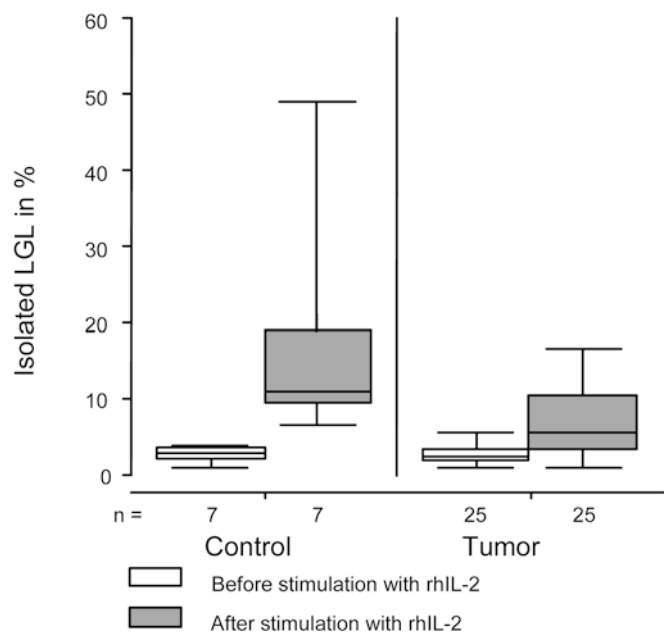 60
50
40
30
20
10
0
Isolated LGL in %
n = 7 7 25 25
Control Tumor
Before stimulation with rhIL-2
After stimulation with rhIL-2